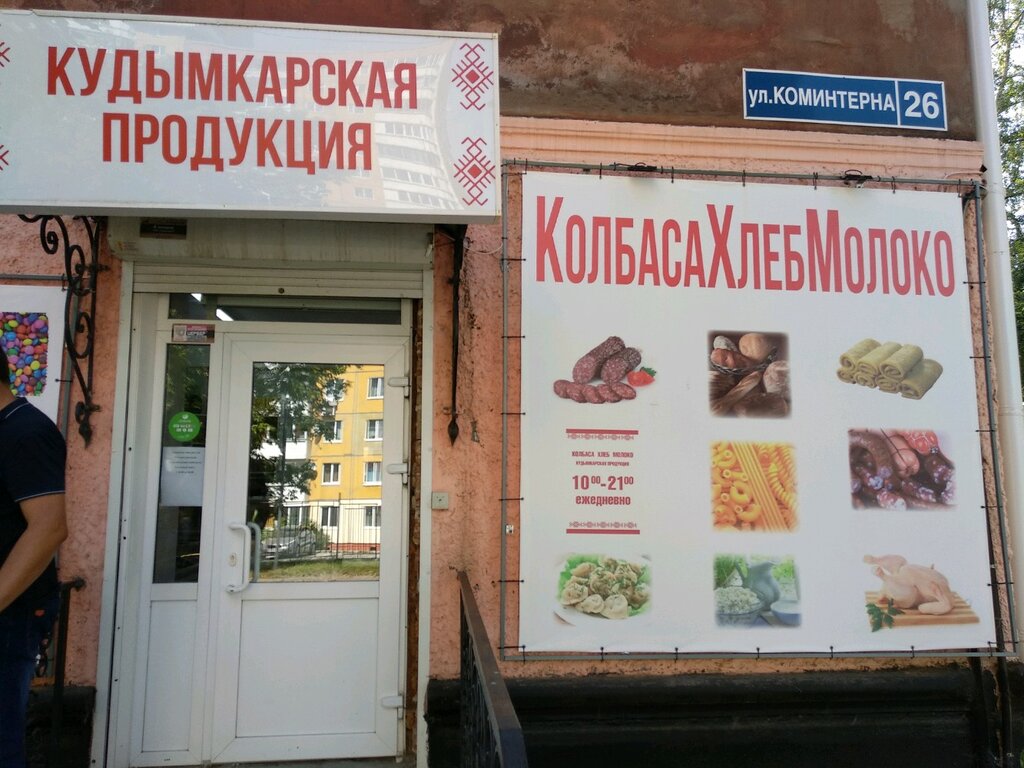 КУДЫМКАРСКАЯ
ПРОДУКЦИЯ
ул.КОМИНТЕРНА 26
КОЛБАСАХЛЕБМОЛОКО
КОЛБАСА ХЛЕБ МОЛОКО
КУДЫМКАРСКАЯ ПРОДУКЦИЯ
10⁰⁰-21⁰⁰
ежедневно